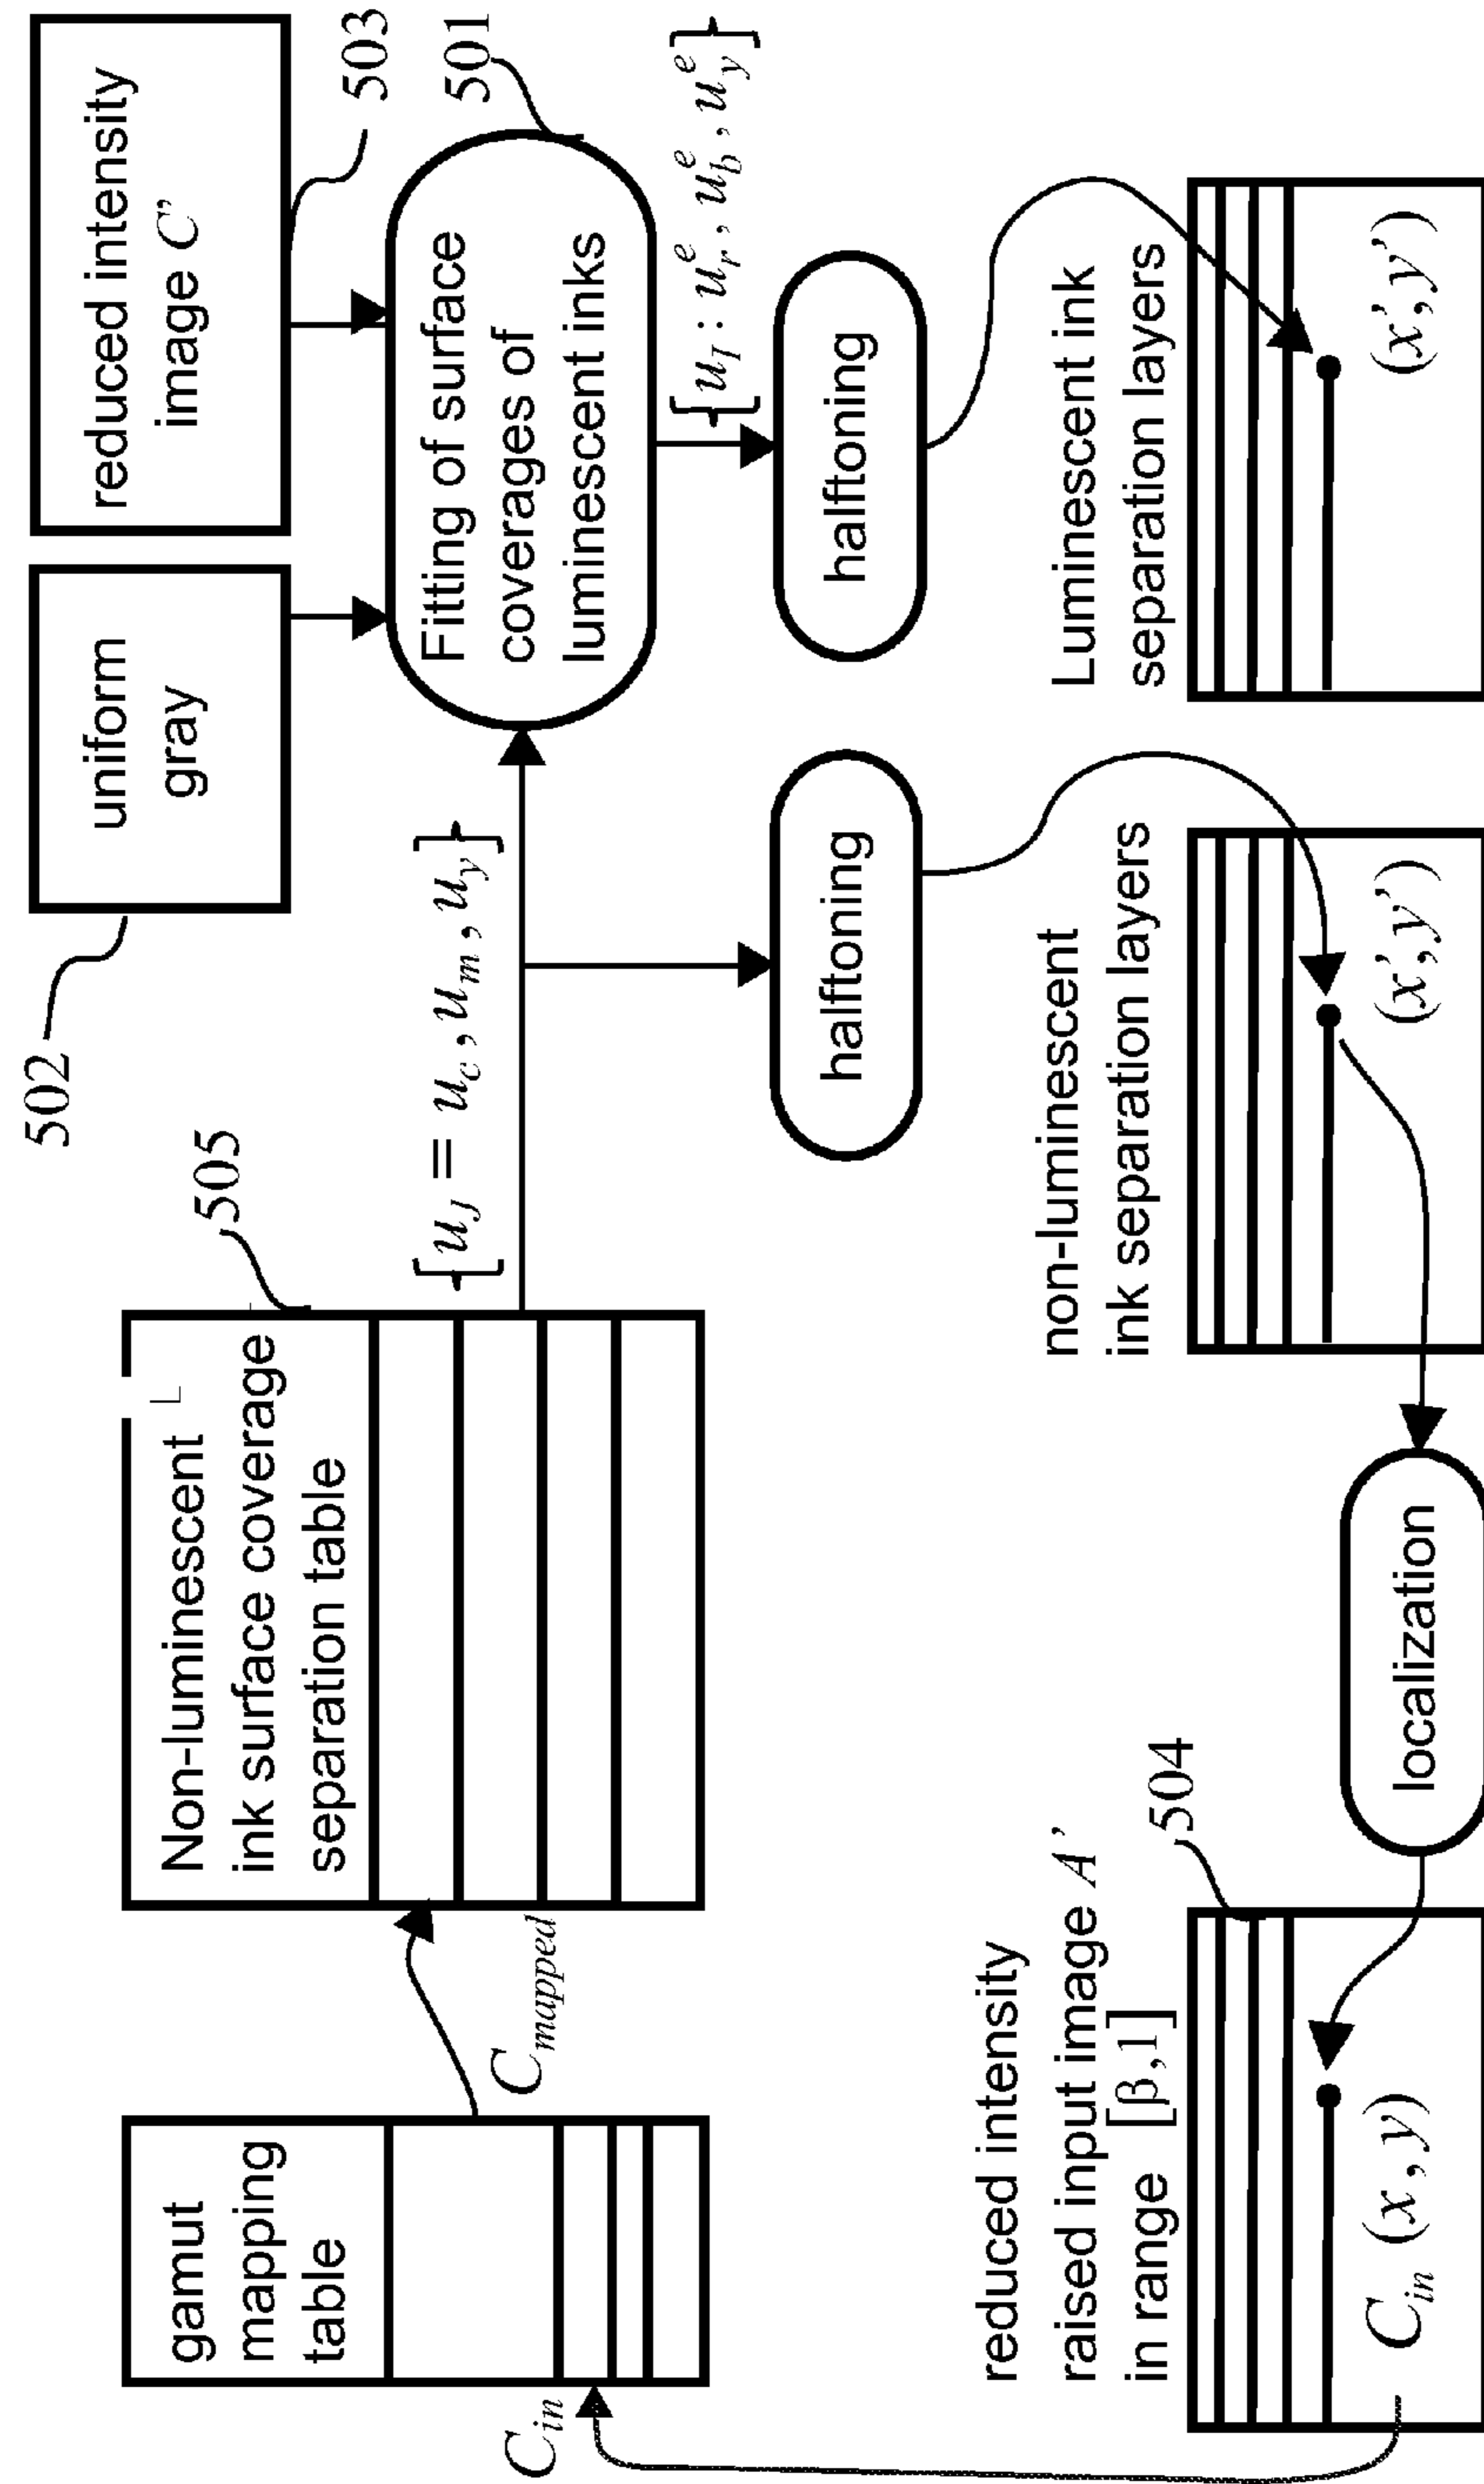 gamut
mapping
table
C_in
C_mapped
Non-luminescent
ink surface coverage
separation table
505
{u_J = u_c, u_m, u_y}
502
uniform
gray
reduced intensity
image C'
503
501
Fitting of surface
coverages of
luminescent inks
{u_I : u_r^e, u_b^e, u_y^e}
halftoning
halftoning
reduced intensity
raised input image A'
in range [β,1]
504
C_in (x, y)
localization
non-luminescent
ink separation layers
(x', y')
Luminescent ink
separation layers
(x', y')